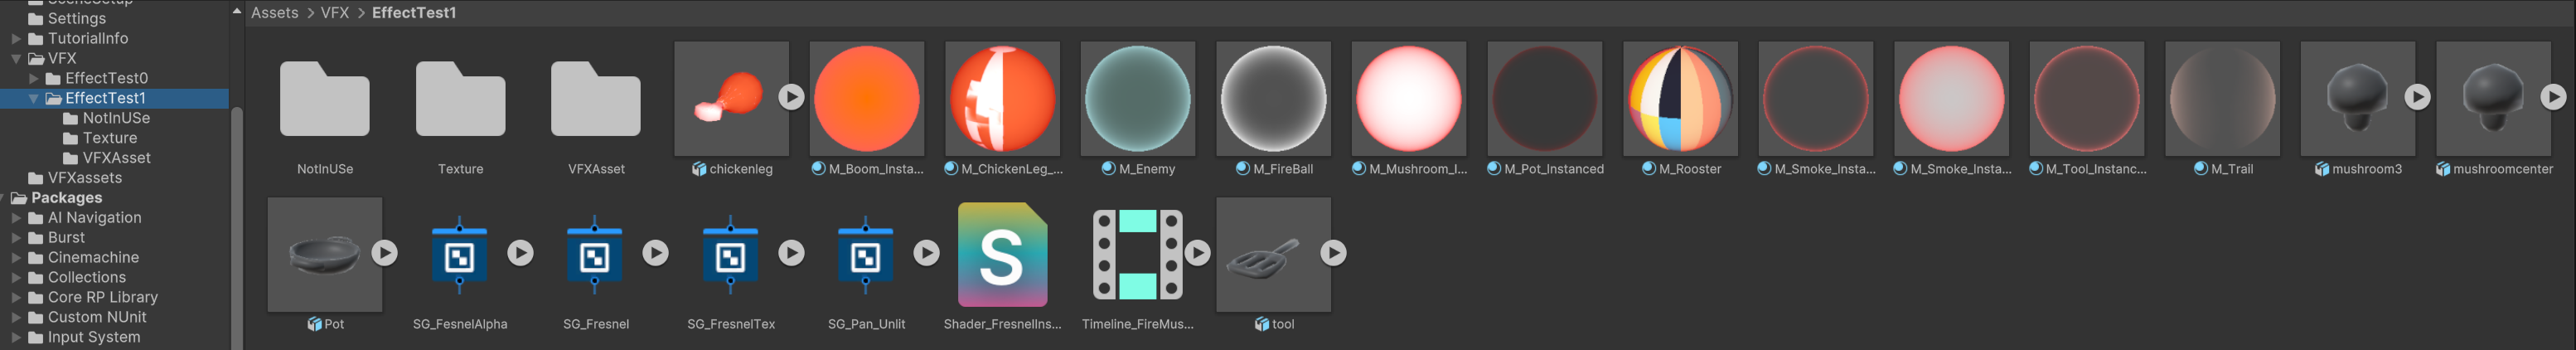 Settings
TutorialInfo
VFX
EffectTest0
EffectTest1
NotInUSe
Texture
VFXAsset
VFXassets
Packages
AI Navigation
Burst
Cinemachine
Collections
Core RP Library
Custom NUnit
Input System
Assets > VFX > EffectTest1
NotInUSe
Texture
VFXAsset
chickenleg
M_Boom_Insta...
M_ChickenLeg_...
M_Enemy
M_FireBall
M_Mushroom_I...
M_Pot_Instanced
M_Rooster
M_Smoke_Insta...
M_Smoke_Insta...
M_Tool_Instanc...
M_Trail
mushroom3
mushroomcenter
Pot
SG_FesnelAlpha
SG_Fresnel
SG_FresnelTex
SG_Pan_Unlit
S
Shader_FresnelIns...
Timeline_FireMus...
tool